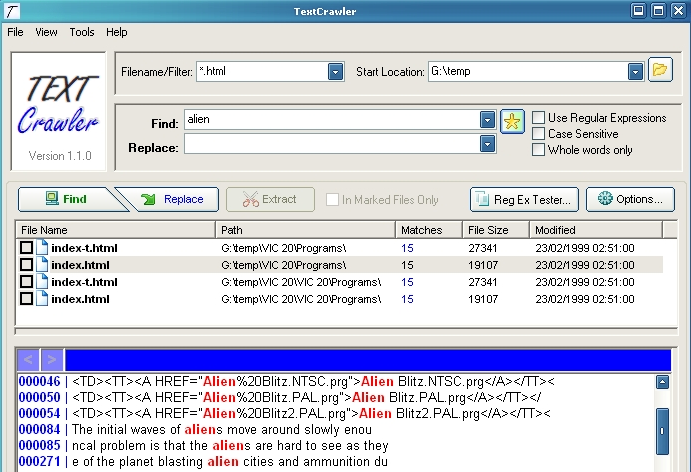 TextCrawler
File View Tools Help
TEXT
Crawler
Version 1.1.0
Filename/Filter: *.html Start Location: G:\temp
Find: alien
Replace:
Use Regular Expressions
Case Sensitive
Whole words only
Find Replace Extract In Marked Files Only Reg Ex Tester... Options...
File Name Path Matches File Size Modified
index-t.html G:\temp\VIC 20\Programs\ 15 27341 23/02/1999 02:51:00
index.html G:\temp\VIC 20\Programs\ 15 19107 23/02/1999 02:51:00
index-t.html G:\temp\VIC 20\VIC 20\Programs\ 15 27341 23/02/1999 02:51:00
index.html G:\temp\VIC 20\VIC 20\Programs\ 15 19107 23/02/1999 02:51:00
< >
000046 | <TD><TT><A HREF="Alien%20Blitz.NTSC.prg">Alien Blitz.NTSC.prg</A></TT><
000050 | <TD><TT><A HREF="Alien%20Blitz.PAL.prg">Alien Blitz.PAL.prg</A></TT></
000054 | <TD><TT><A HREF="Alien%20Blitz2.PAL.prg">Alien Blitz2.PAL.prg</A></TT><
000084 | The initial waves of aliens move around slowly enou
000085 | ncal problem is that the aliens are hard to see as they
000271 | e of the planet blasting alien cities and ammunition du